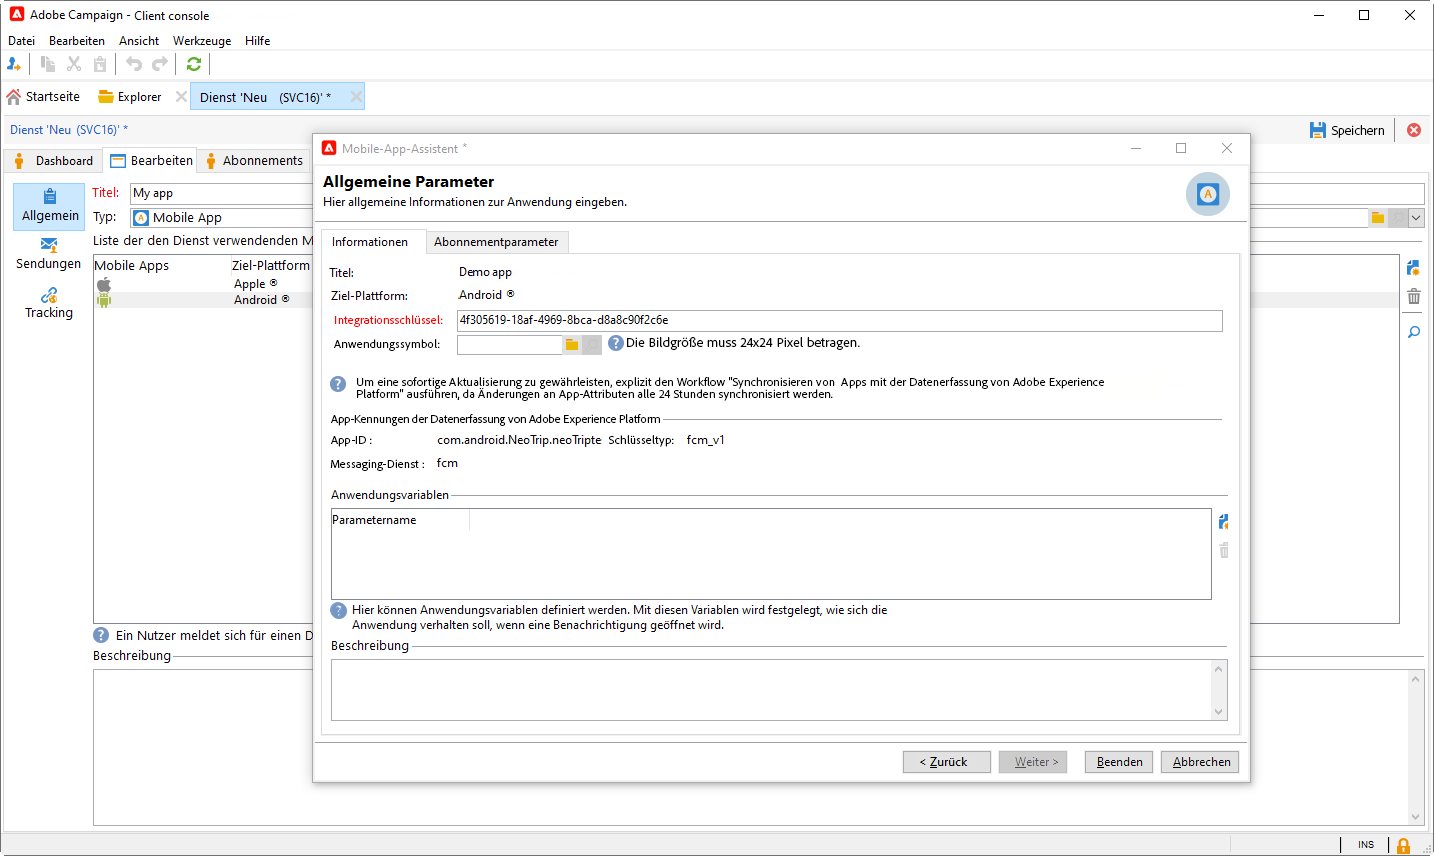 Adobe Campaign - Client console
Datei Bearbeiten Ansicht Werkzeuge Hilfe
Startseite Explorer Dienst 'Neu (SVC16)' *
Dienst 'Neu (SVC16)' * Speichern
Dashboard Bearbeiten Abonnements
Allgemein
Sendungen
Tracking
Titel: My app
Typ: Mobile App
Liste der den Dienst verwendenden M
Mobile Apps Ziel-Plattform
Apple ®
Android ®
Ein Nutzer meldet sich für einen D
Beschreibung
Mobile-App-Assistent *
Allgemeine Parameter
Hier allgemeine Informationen zur Anwendung eingeben.
Informationen Abonnementparameter
Titel: Demo app
Ziel-Plattform: Android ®
Integrationsschlüssel: 4f305619-18af-4969-8bca-d8a8c90f2c6e
Anwendungssymbol: Die Bildgröße muss 24x24 Pixel betragen.
Um eine sofortige Aktualisierung zu gewährleisten, explizit den Workflow "Synchronisieren von Apps mit der Datenerfassung von Adobe Experience
Platform" ausführen, da Änderungen an App-Attributen alle 24 Stunden synchronisiert werden.
App-Kennungen der Datenerfassung von Adobe Experience Platform
App-ID : com.android.NeoTrip.neoTripte Schlüsseltyp: fcm_v1
Messaging-Dienst : fcm
Anwendungsvariablen
Parametername
Hier können Anwendungsvariablen definiert werden. Mit diesen Variablen wird festgelegt, wie sich die
Anwendung verhalten soll, wenn eine Benachrichtigung geöffnet wird.
Beschreibung
< Zurück Weiter > Beenden Abbrechen
INS